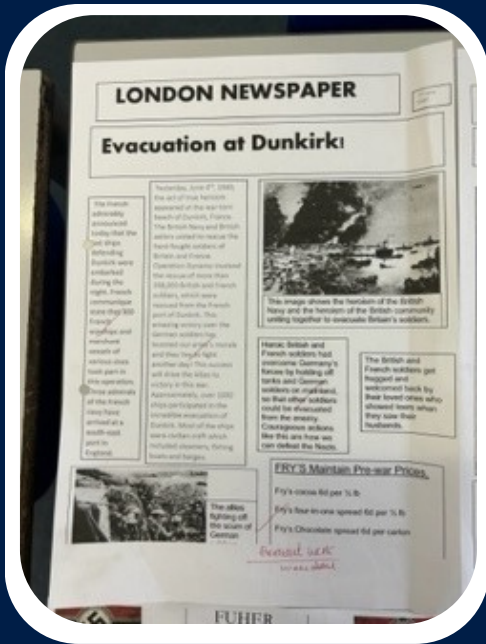 LONDON NEWSPAPER
Evacuation at Dunkirk!
The French
admiralty
announced
today that the
last ships
defending
Dunkirk were
embarked
during the
night. French
communique
state that 300
French
warships and
merchant
vessels of
various sizes
took part in
this operation.
Three admirals
of the French
navy have
arrived at a
south-east
port in
England.
Yesterday, June 4th, 1940,
the act of true heroism
appeared at the war-torn
beach of Dunkirk, France.
The British Navy and British
sailors united to rescue the
hard-fought soldiers of
Britain and France.
Operation Dynamo involved
the rescue of more than
338,000 British and French
soldiers, which were
rescued from the French
port of Dunkirk. This
amazing victory over the
German soldiers has
boosted our army's morale
and they live to fight
another day! This success
will drive the allies to
victory in this war.
Approximately, over 1000
ships participated in the
incredible evacuation of
Dunkirk. Most of the ships
were civilian craft which
included steamers, fishing
boats and barges.
This image shows the heroism of the British
Navy and the heroism of the British community
uniting together to evacuate Britain's soldiers.
Heroic British and
French soldiers had
overcome Germany's
forces by holding off
tanks and German
soldiers on mainland,
so that other soldiers
could be evacuated
from the enemy.
Courageous actions
like this are how we
can defeat the Nazis.
The British and
French soldiers get
hugged and
welcomed back by
their loved ones who
showed tears when
they saw their
husbands.
The allies
fighting off
the scum of
German
FRY'S Maintain Pre-war Prices.
Fry's cocoa 6d per ¼ lb
Fry's four-in-one spread 6d per ½ lb
Fry's Chocolate spread 6d per carton
FUHER